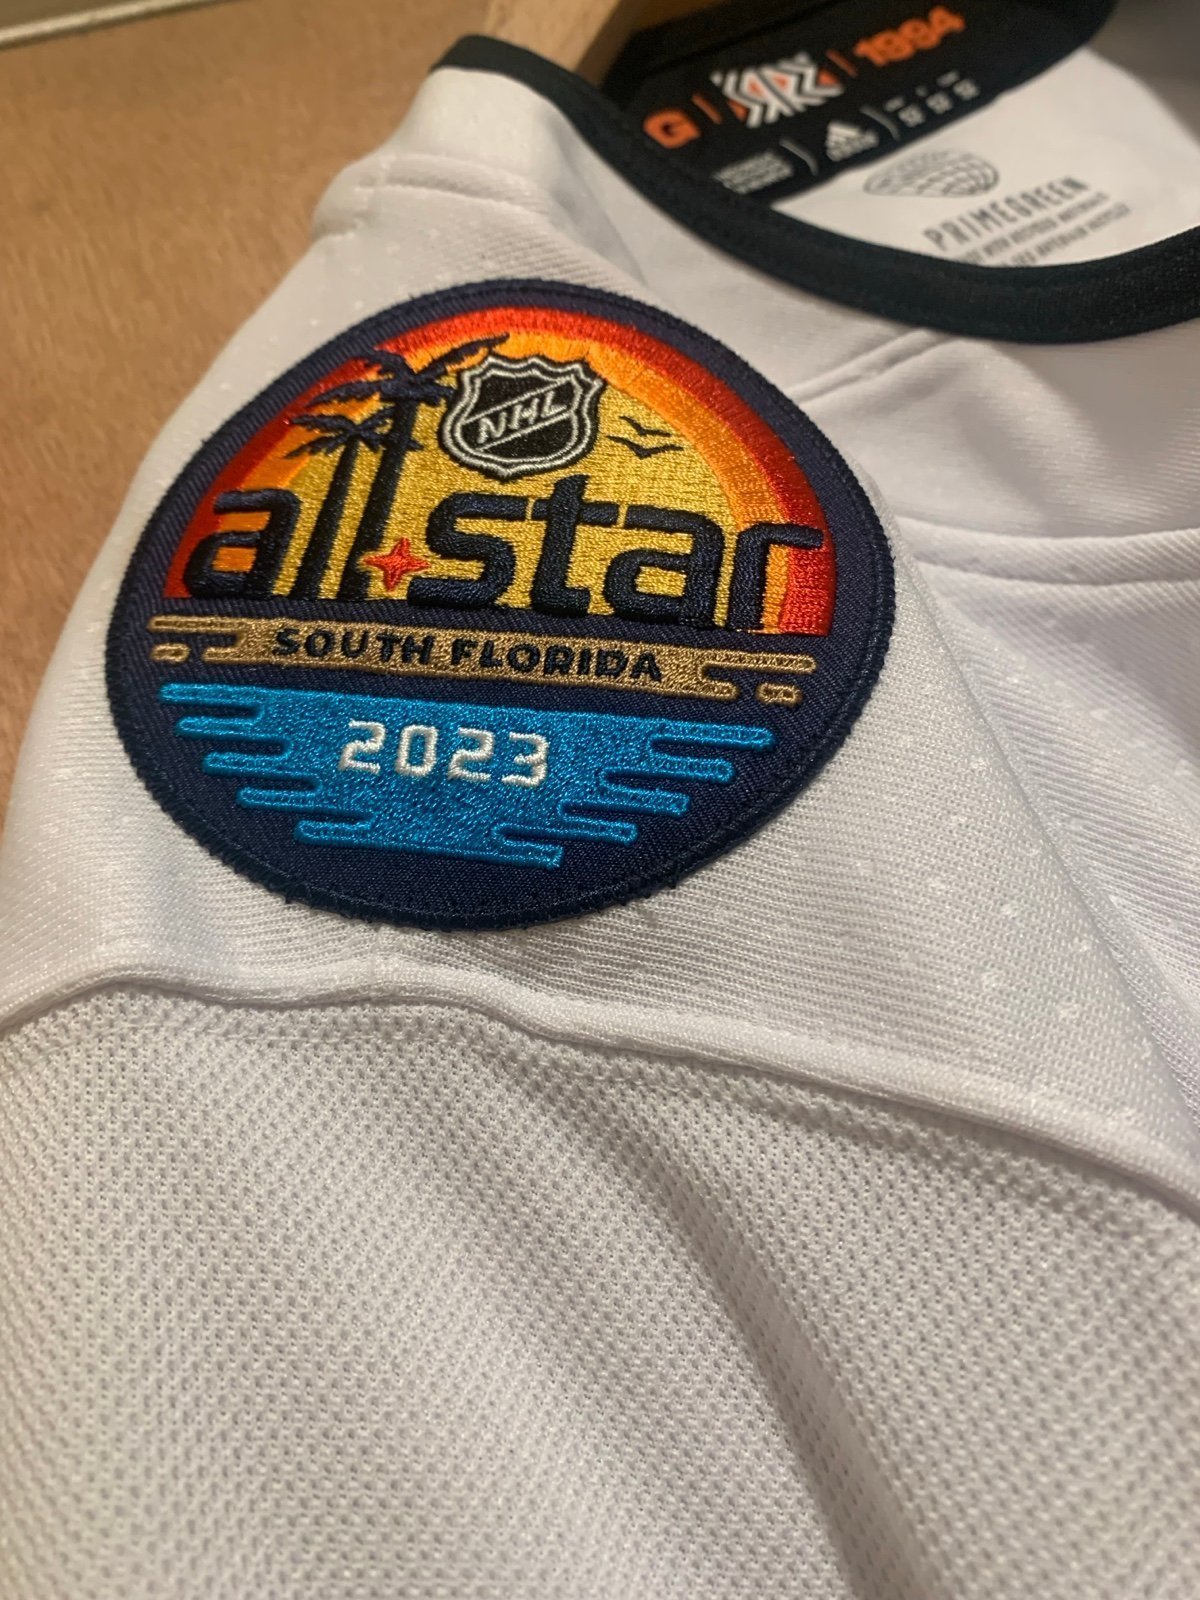 G | 1994
PRIMEGREEN
NHL
all star
SOUTH FLORIDA
2023